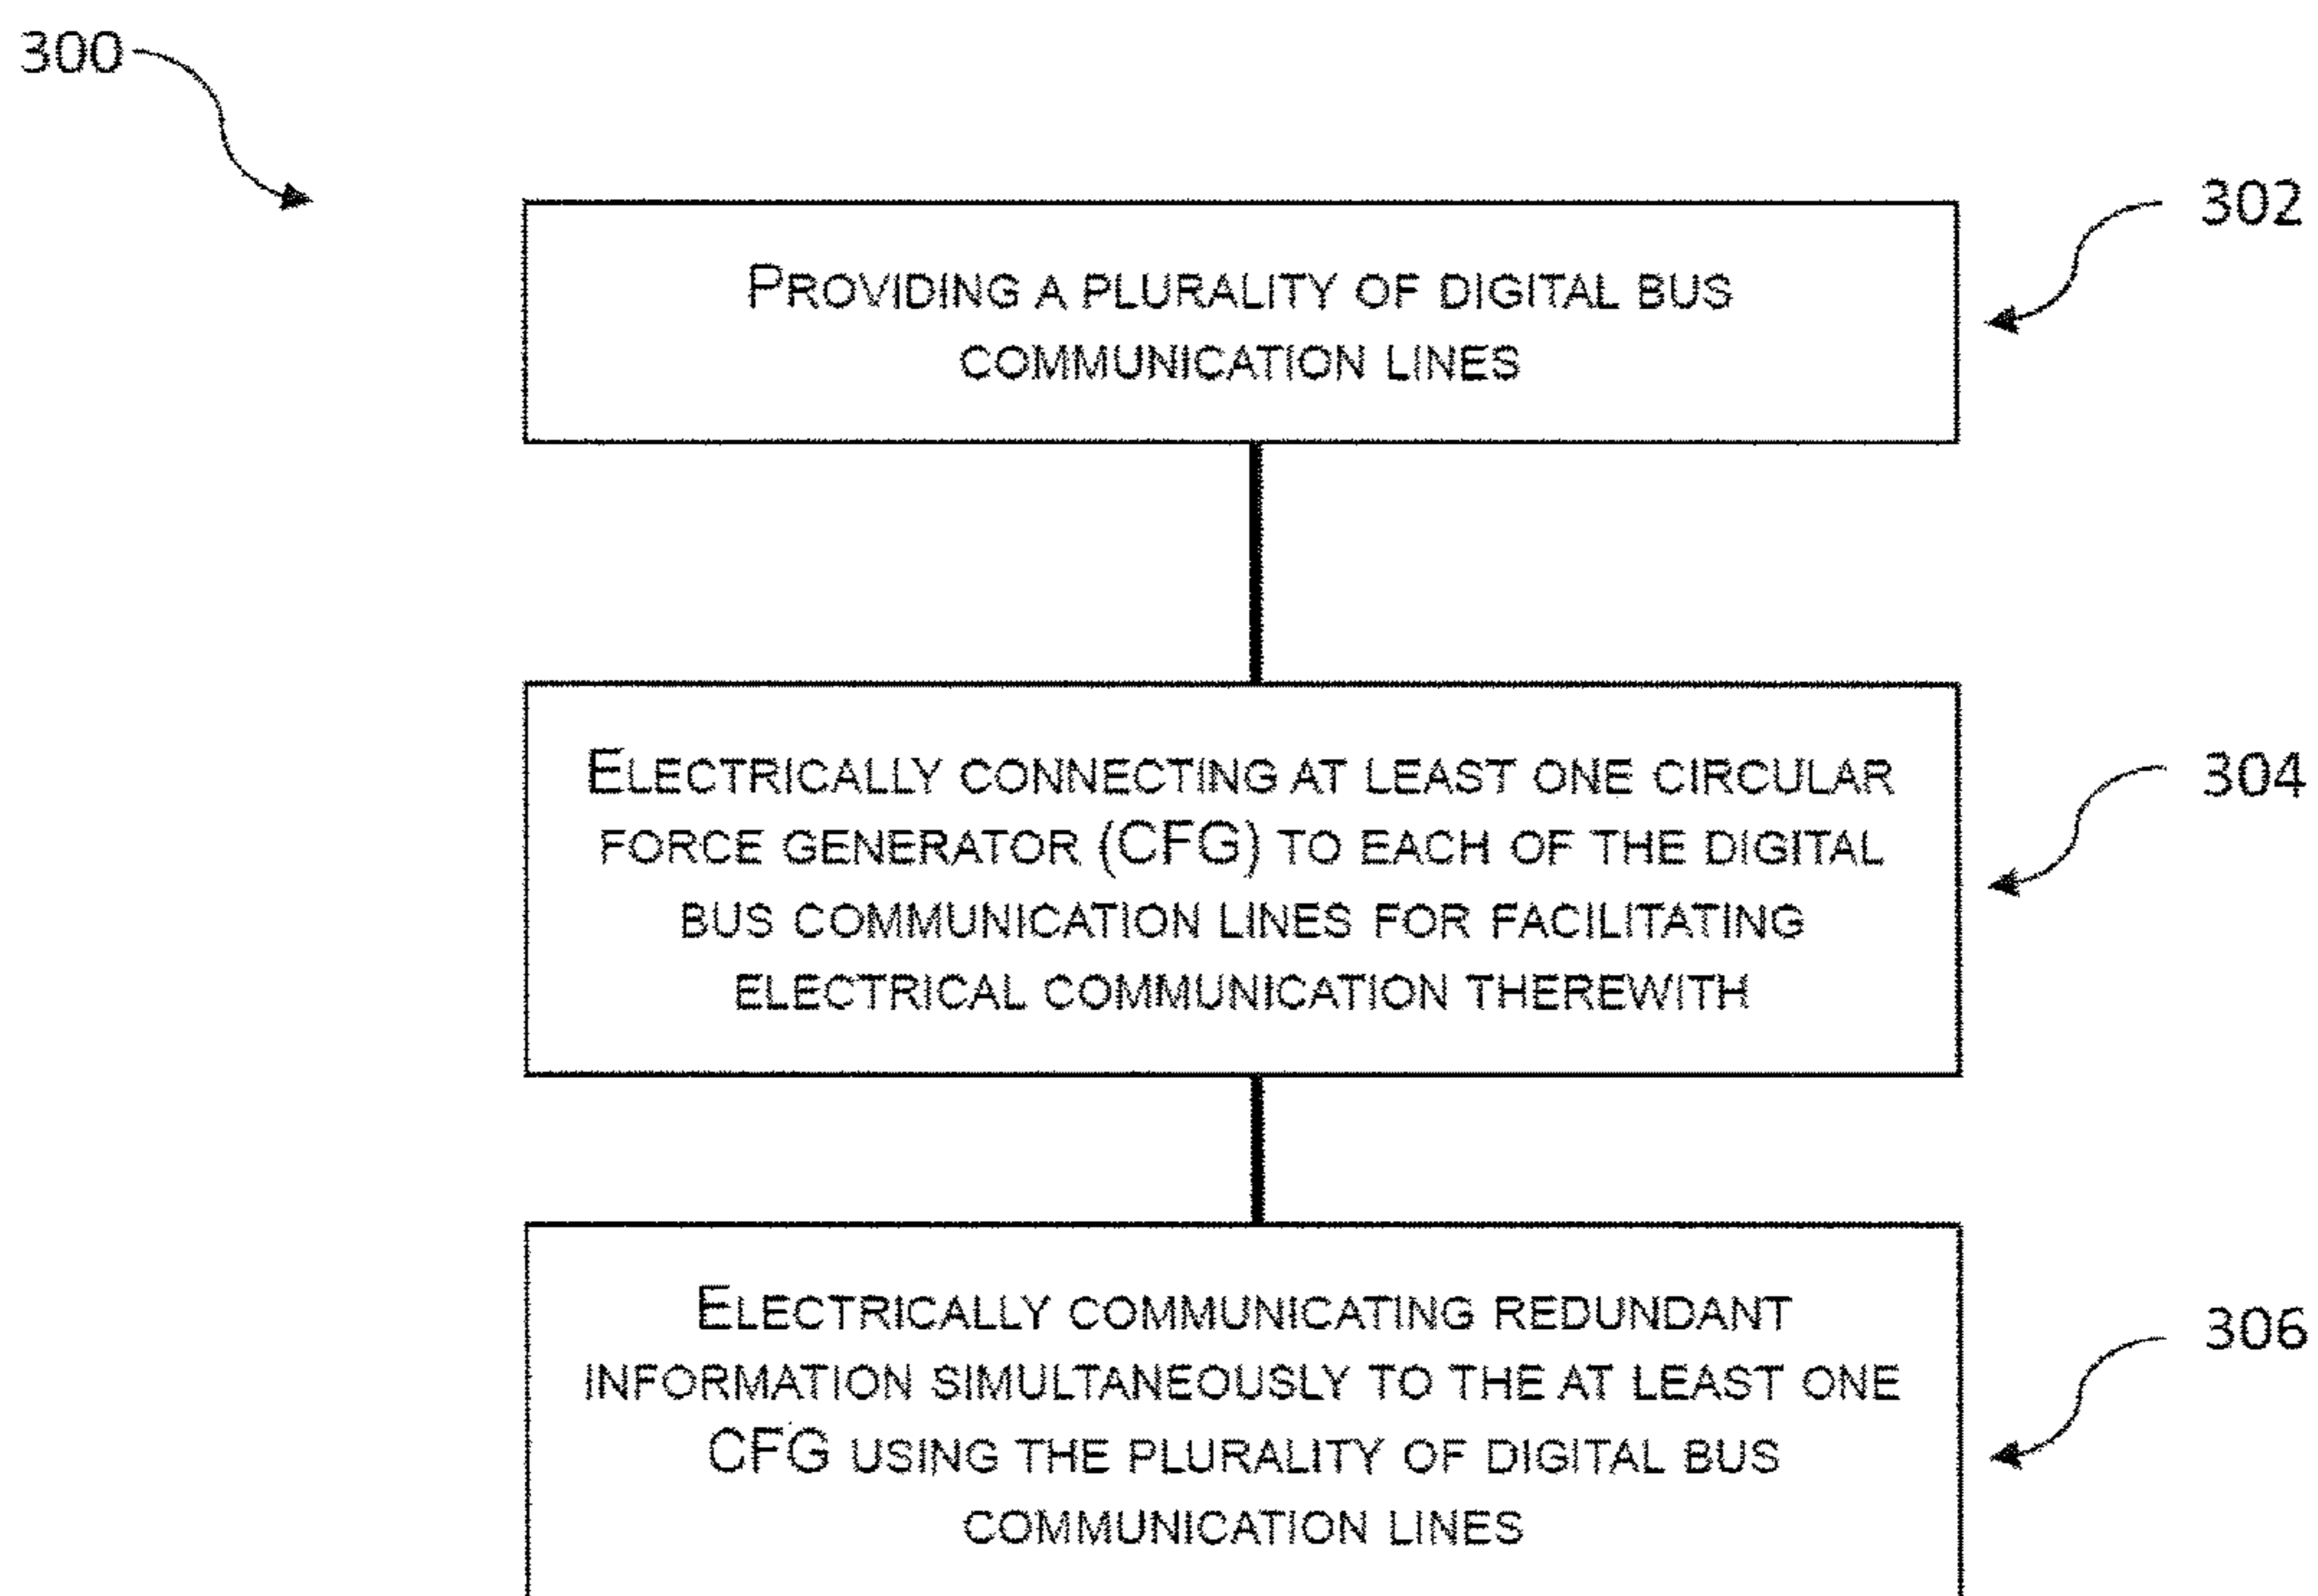 300
302
PROVIDING A PLURALITY OF DIGITAL BUS
COMMUNICATION LINES
304
ELECTRICALLY CONNECTING AT LEAST ONE CIRCULAR
FORCE GENERATOR (CFG) TO EACH OF THE DIGITAL
BUS COMMUNICATION LINES FOR FACILITATING
ELECTRICAL COMMUNICATION THEREWITH
306
ELECTRICALLY COMMUNICATING REDUNDANT
INFORMATION SIMULTANEOUSLY TO THE AT LEAST ONE
CFG USING THE PLURALITY OF DIGITAL BUS
COMMUNICATION LINES